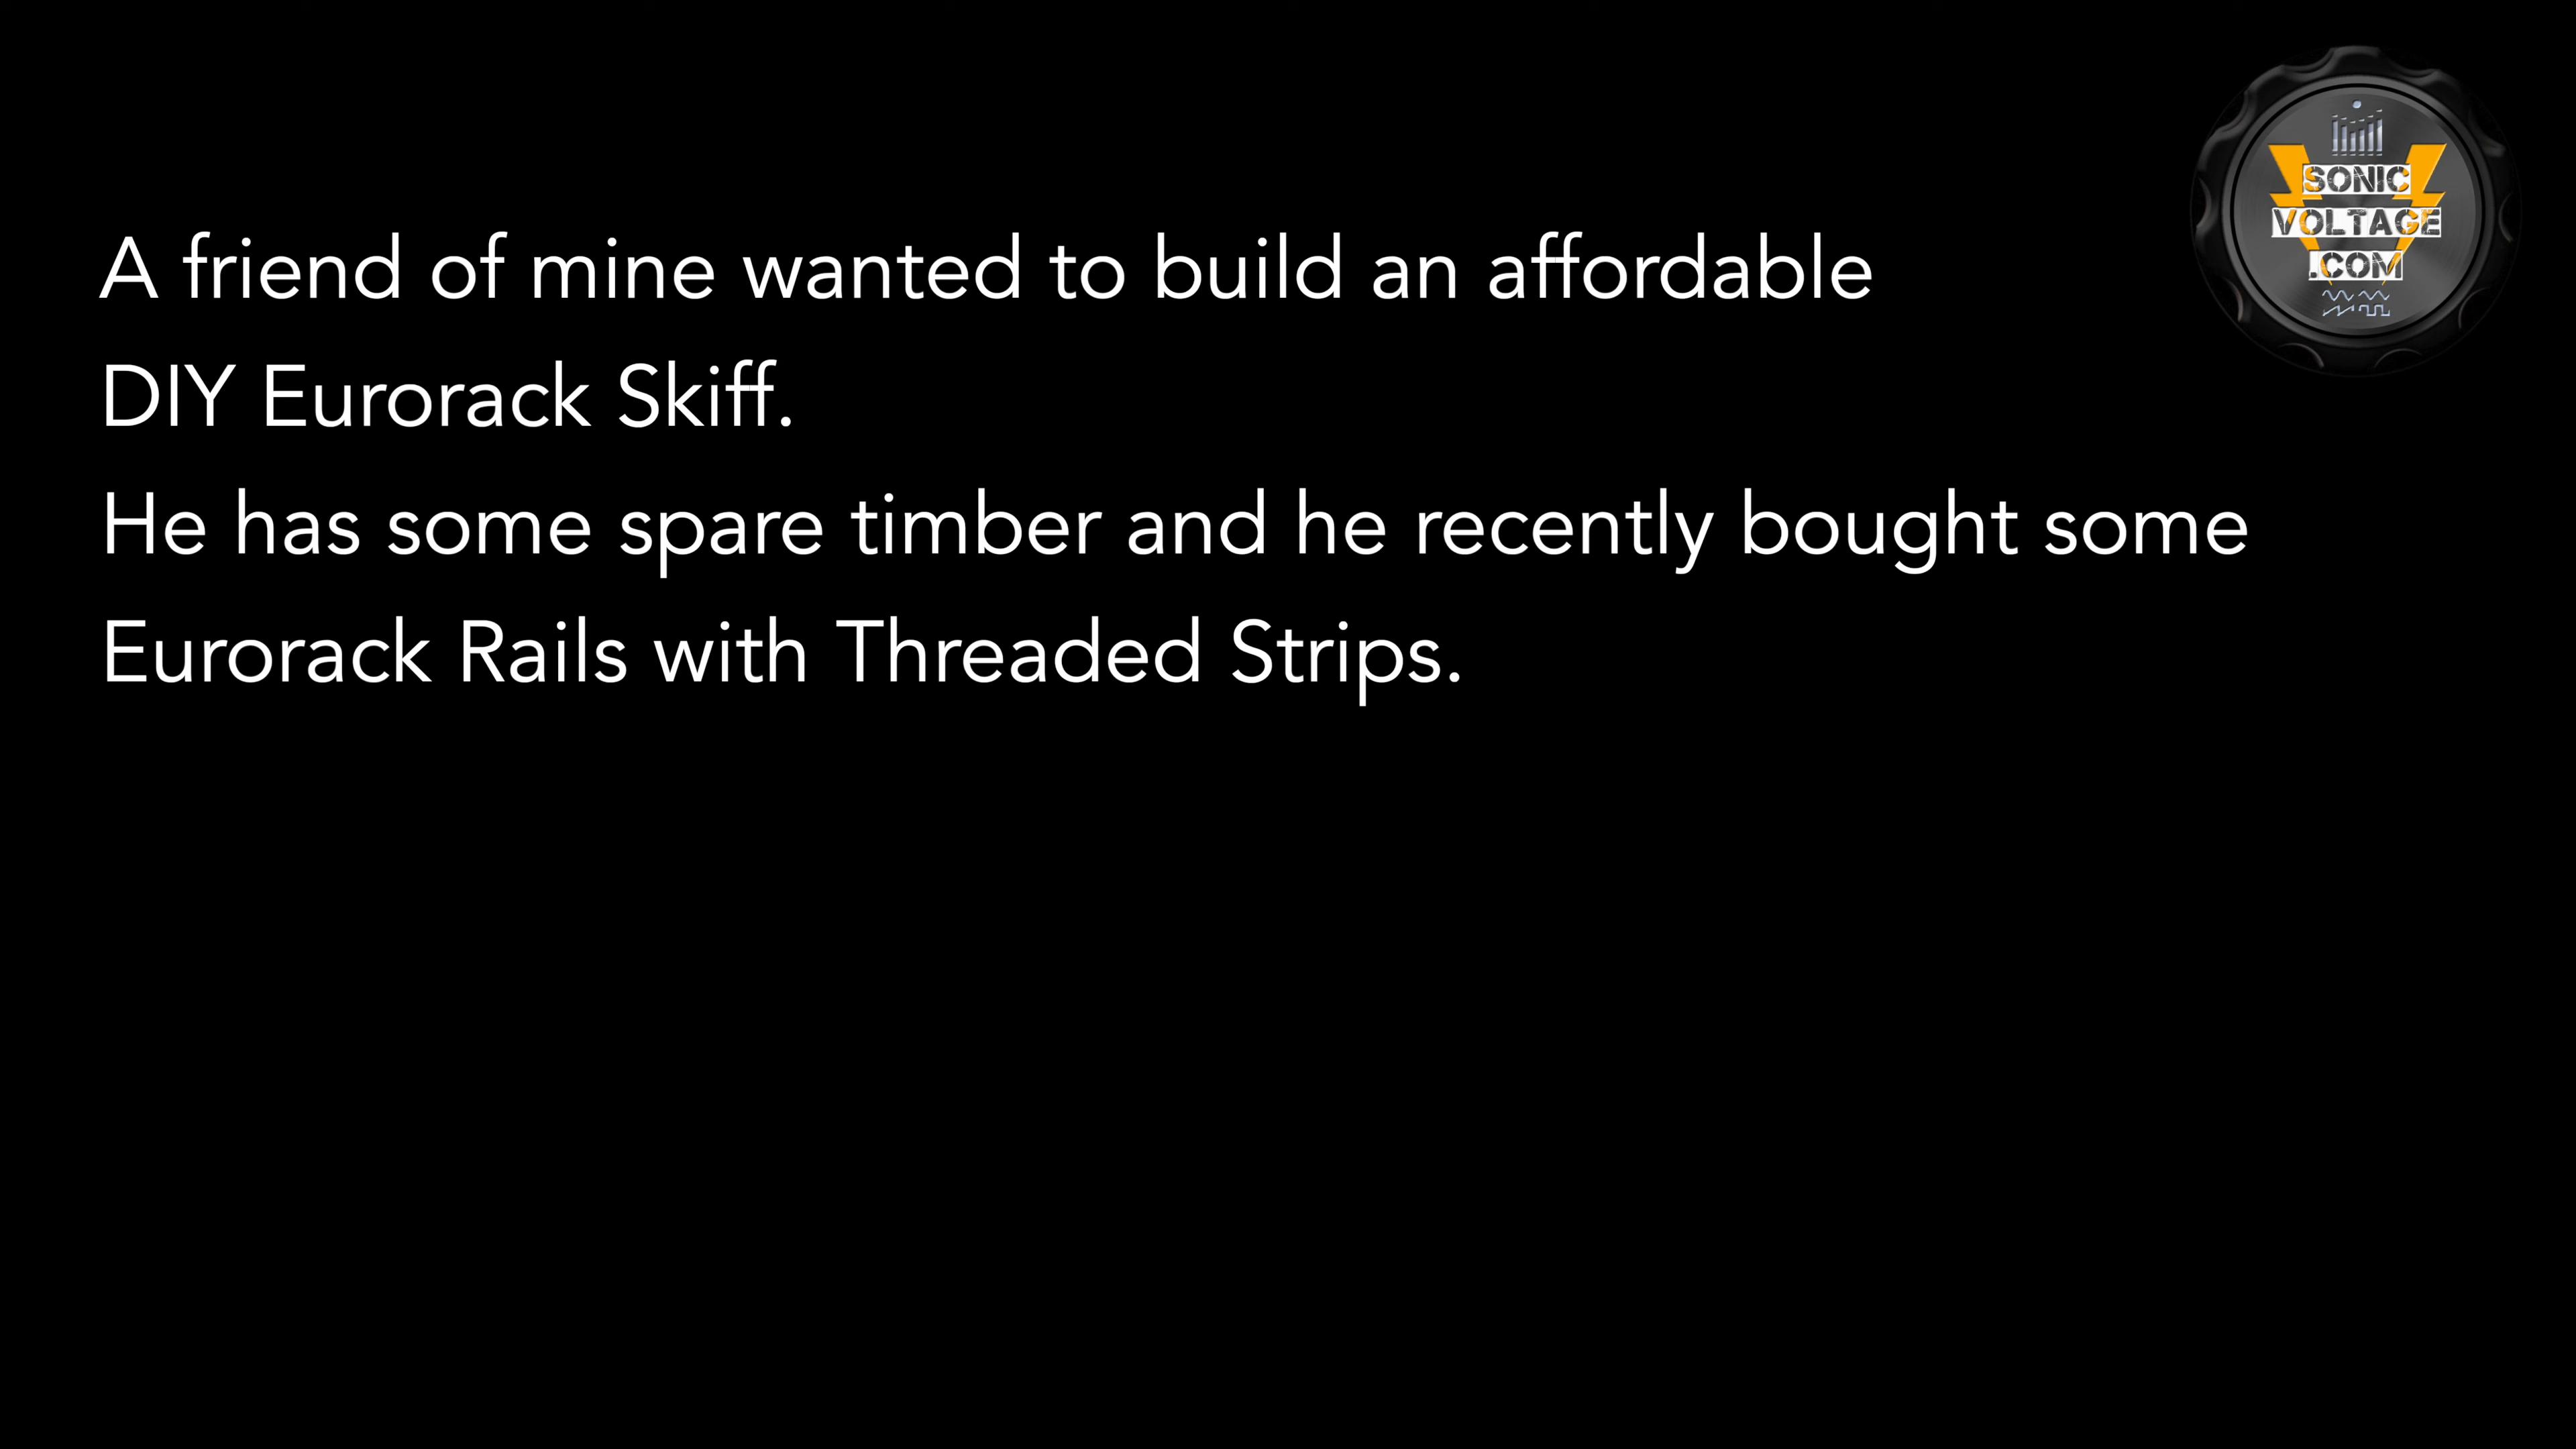 A friend of mine wanted to build an affordable
DIY Eurorack Skiff.
He has some spare timber and he recently bought some
Eurorack Rails with Threaded Strips.
SONIC
VOLTAGE
.COM